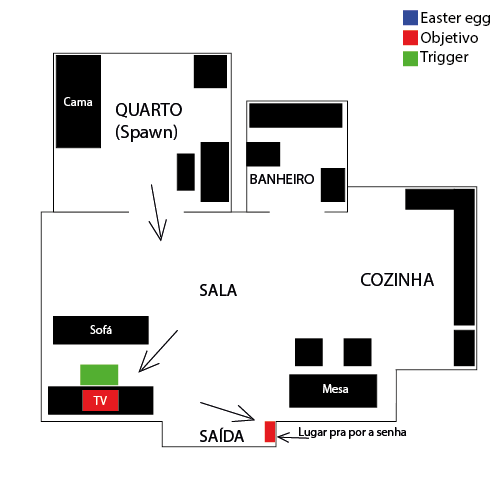 Easter egg
Objetivo
Trigger
Cama
QUARTO
(Spawn)
BANHEIRO
SALA
COZINHA
Sofá
TV
Mesa
SAÍDA
Lugar pra por a senha